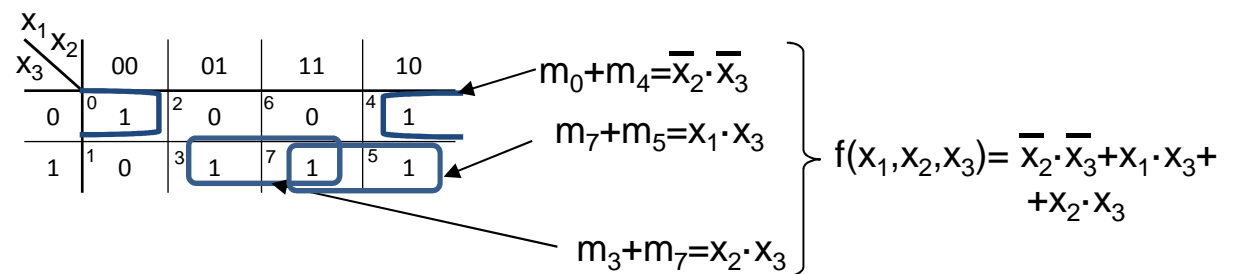 x₁x₂
x₃ 00 01 11 10
0 0 1 2 0 6 0 4 1
1 1 0 3 1 7 1 5 1
m₀+m₄=x̅₂·x̅₃
m₇+m₅=x₁·x₃
m₃+m₇=x₂·x₃
f(x₁,x₂,x₃)= x̅₂·x̅₃+x₁·x₃+
+x₂·x₃